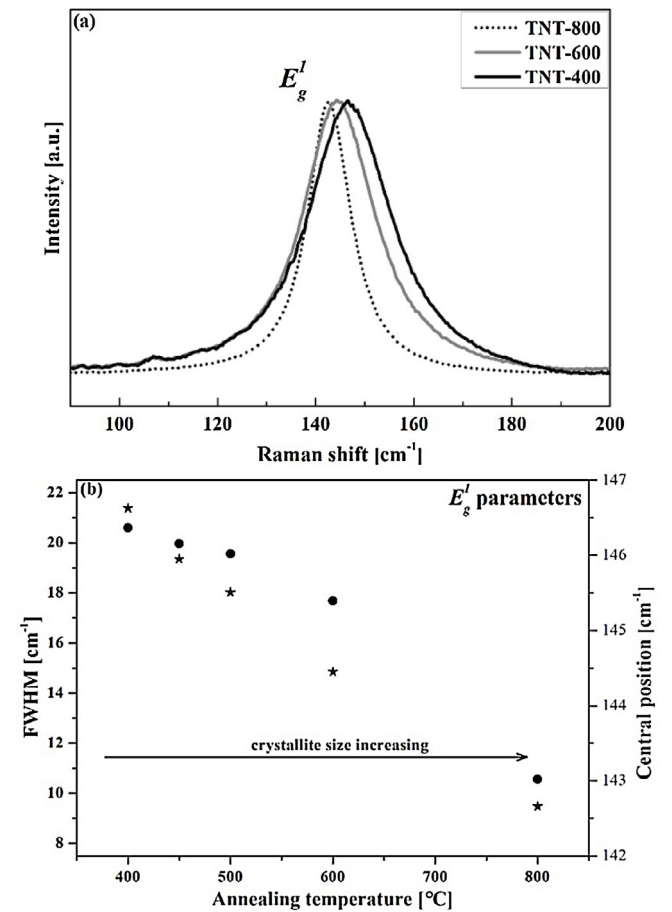 (a)
TNT-800
TNT-600
TNT-400
E_g^1
Intensity [a.u.]
100 120 140 160 180 200
Raman shift [cm⁻¹]
(b)
E_g^1 parameters
22
20
18
16
14
12
10
8
FWHM [cm⁻¹]
147
146
145
144
143
142
Central position [cm⁻¹]
crystallite size increasing
400 500 600 700 800
Annealing temperature [°C]